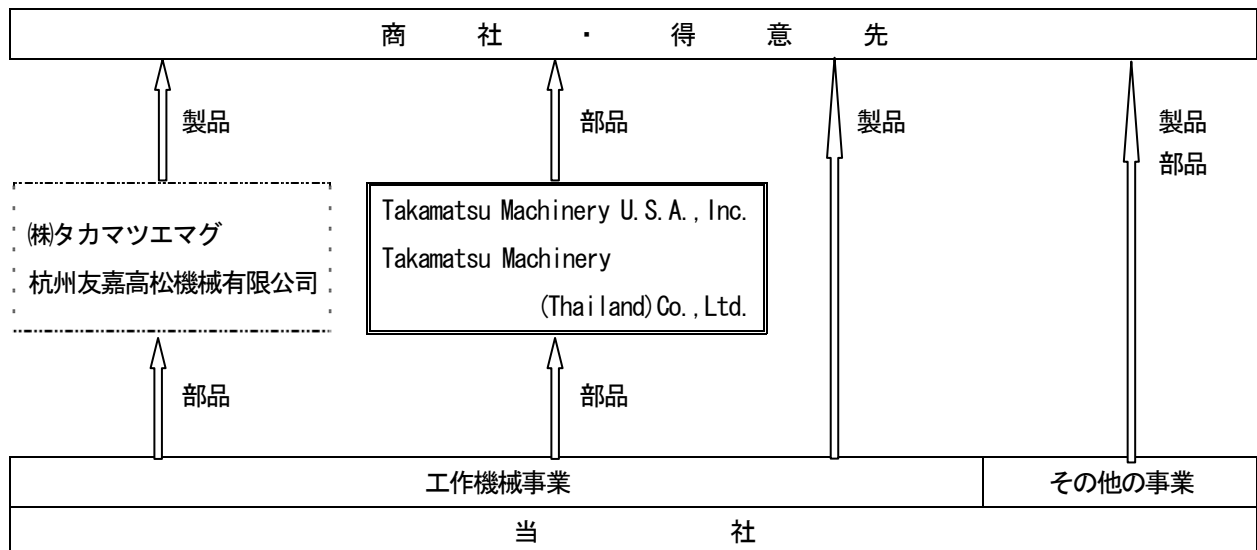 商社・得意先
製品
部品
製品
製品
部品
㈱タカマツエマグ
杭州友嘉高松機械有限公司
Takamatsu Machinery U.S.A.,Inc.
Takamatsu Machinery
(Thailand)Co.,Ltd.
部品
部品
工作機械事業
その他の事業
当社